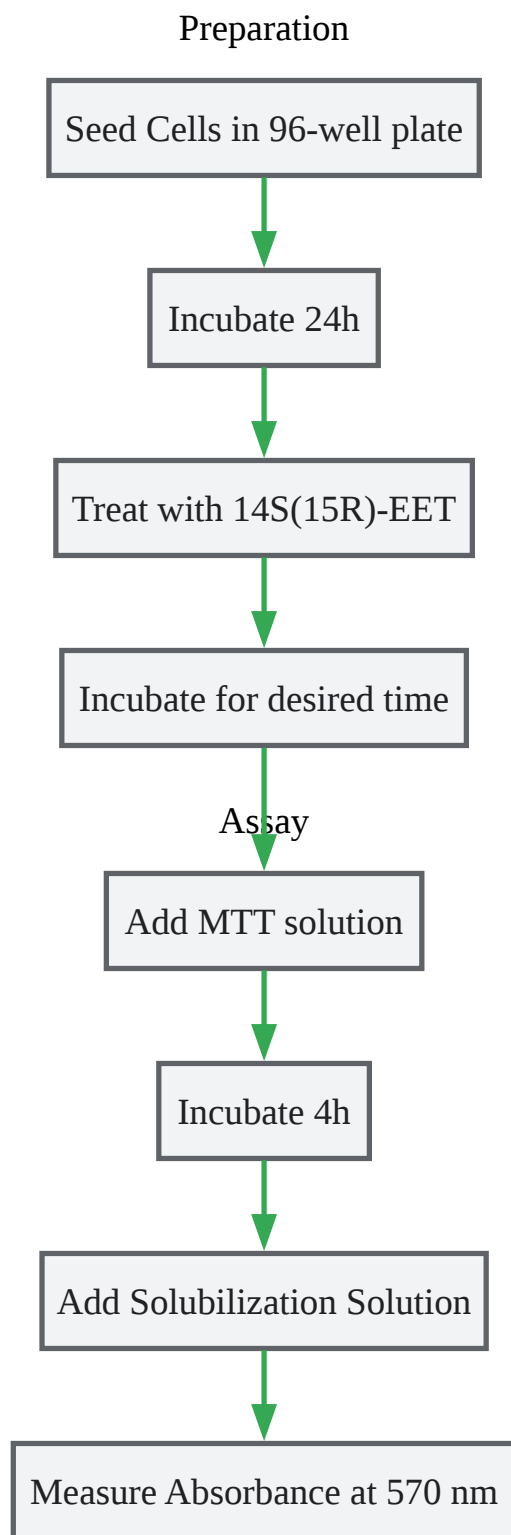 Preparation
Seed Cells in 96-well plate
Incubate 24h
Treat with 14S(15R)-EET
Incubate for desired time
Assay
Add MTT solution
Incubate 4h
Add Solubilization Solution
Measure Absorbance at 570 nm